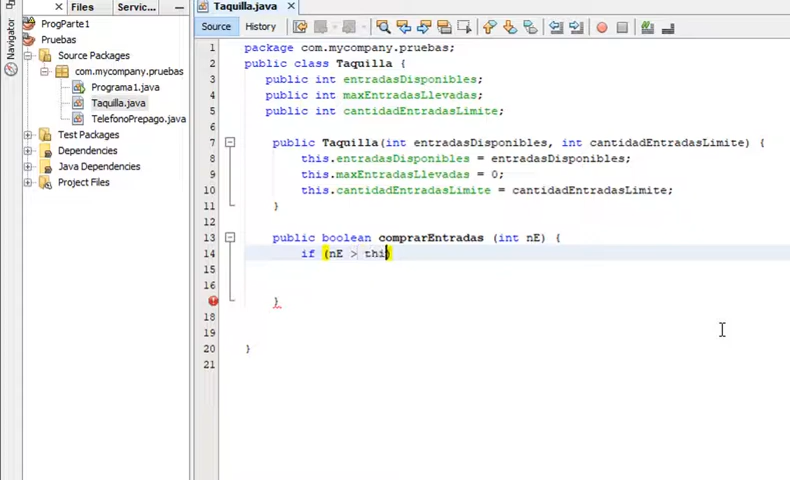 Files Servic...
Taquilla.java
Navigator
Source History
ProgParte1
Pruebas
Source Packages
com.mycompany.pruebas
Programa1.java
Taquilla.java
TelefonoPrepago.java
Test Packages
Dependencies
Java Dependencies
Project Files
1 package com.mycompany.pruebas;
2 public class Taquilla {
3 public int entradasDisponibles;
4 public int maxEntradasLlevadas;
5 public int cantidadEntradasLimite;
6
7 public Taquilla(int entradasDisponibles, int cantidadEntradasLimite) {
8 this.entradasDisponibles = entradasDisponibles;
9 this.maxEntradasLlevadas = 0;
10 this.cantidadEntradasLimite = cantidadEntradasLimite;
11 }
12
13 public boolean comprarEntradas (int nE) {
14 if (nE > thi)
15
16
}
18
19
20 }
21